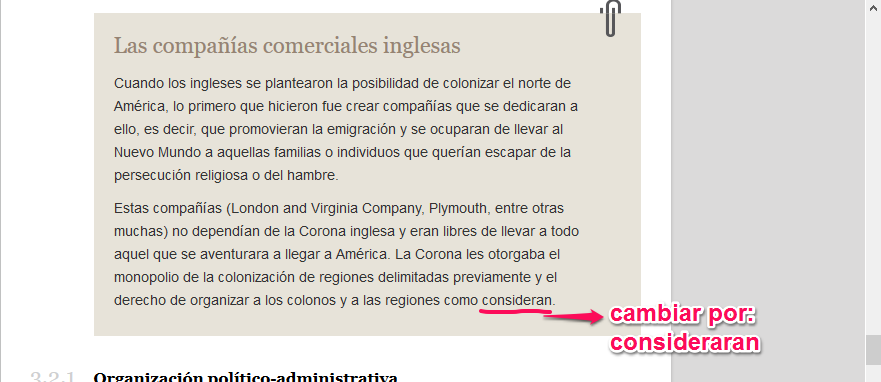 Las compañías comerciales inglesas
Cuando los ingleses se plantearon la posibilidad de colonizar el norte de
América, lo primero que hicieron fue crear compañías que se dedicaran a
ello, es decir, que promovieran la emigración y se ocuparan de llevar al
Nuevo Mundo a aquellas familias o individuos que querían escapar de la
persecución religiosa o del hambre.
Estas compañías (London and Virginia Company, Plymouth, entre otras
muchas) no dependían de la Corona inglesa y eran libres de llevar a todo
aquel que se aventurara a llegar a América. La Corona les otorgaba el
monopolio de la colonización de regiones delimitadas previamente y el
derecho de organizar a los colonos y a las regiones como consideran.
cambiar por:
consideraran
3.2.1 Organización político-administrativa